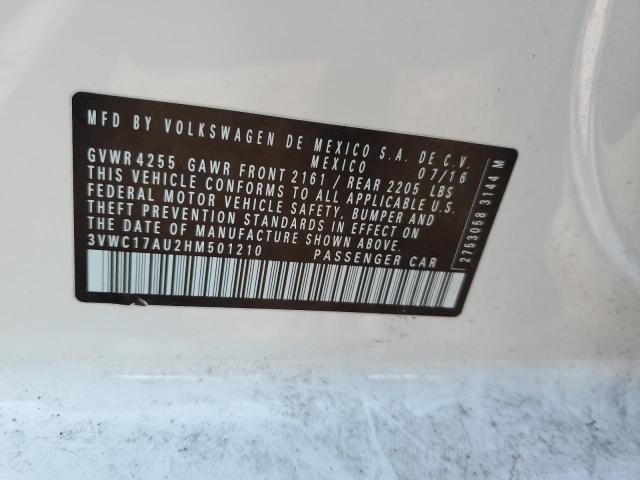 MFD BY VOLKSWAGEN DE MEXICO S.A. DE C.V.
MEXICO 07/16
GVWR 4255 GAWR FRONT 2161 / REAR 2205 LBS
THIS VEHICLE CONFORMS TO ALL APPLICABLE U.S.
FEDERAL MOTOR VEHICLE SAFETY, BUMPER AND
THEFT PREVENTION STANDARDS IN EFFECT ON
THE DATE OF MANUFACTURE SHOWN ABOVE.
3VWC17AU2HM501210 PASSENGER CAR
2753058 3144 M